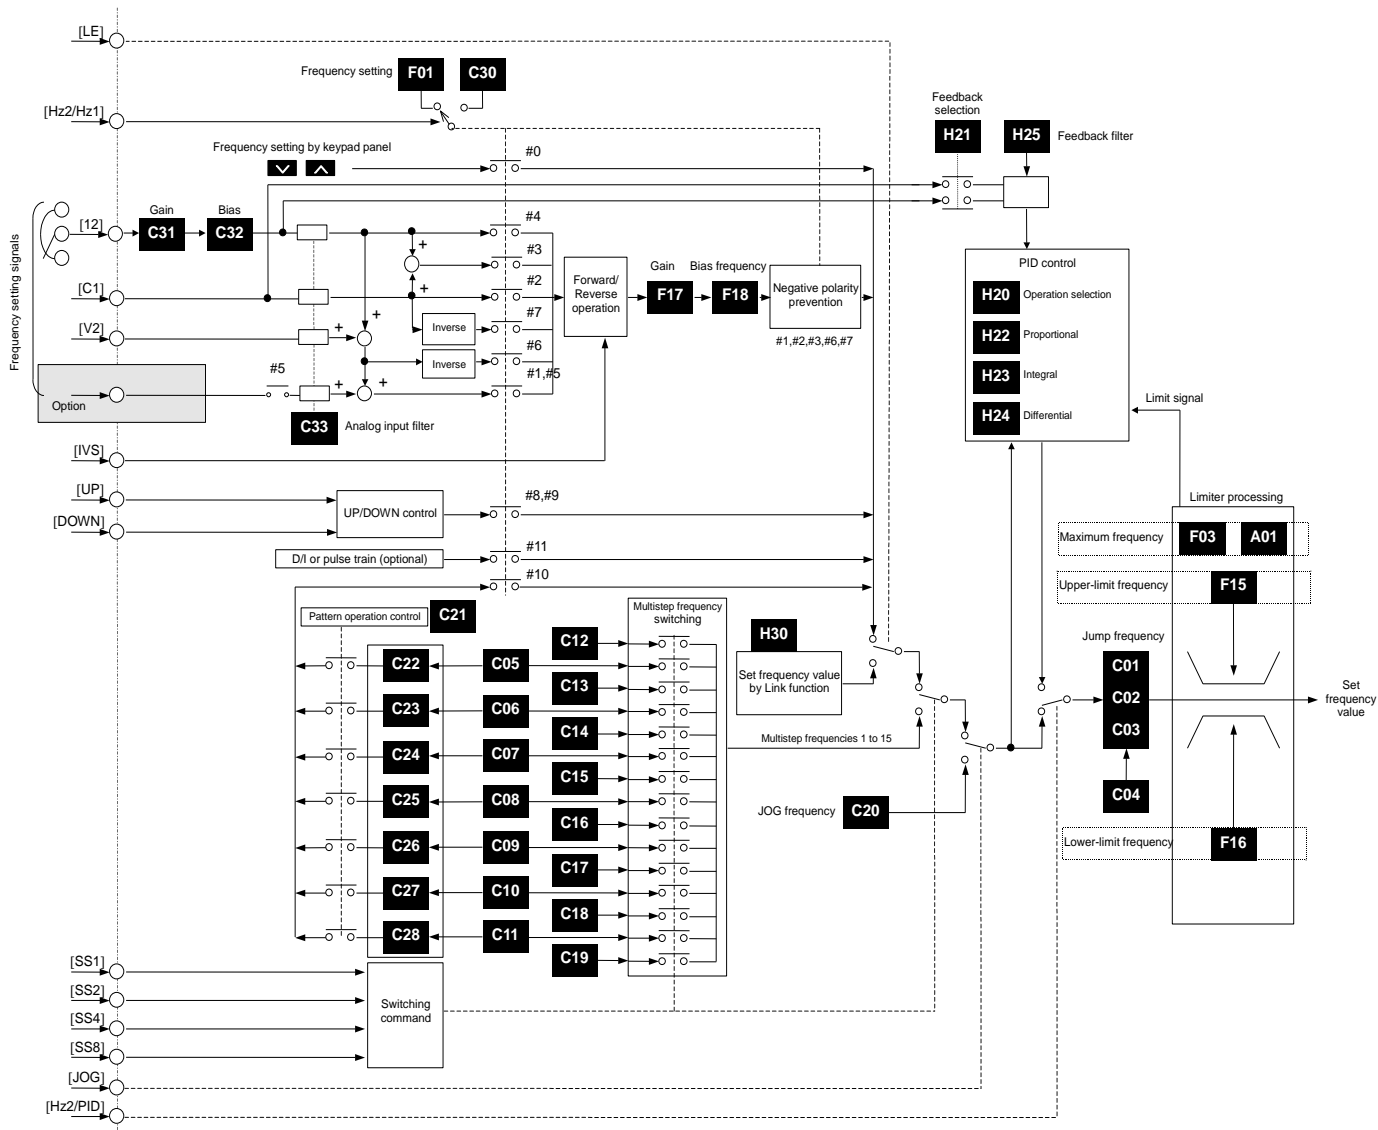 [LE]
Frequency setting
F01
C30
[Hz2/Hz1]
Frequency setting by keypad panel
#0
Feedback
selection
H21
H25
Feedback filter
Frequency setting signals
[12]
Gain
C31
Bias
C32
#4
#3
[C1]
#2
[V2]
Inverse
#7
Inverse
#6
#1,#5
+
+
+
+
+
+
Option
#5
C33
Analog input filter
Forward/
Reverse
operation
Gain
F17
Bias frequency
F18
Negative polarity
prevention
#1,#2,#3,#6,#7
PID control
H20
Operation selection
H22
Proportional
H23
Integral
H24
Differential
Limit signal
[IVS]
[UP]
[DOWN]
UP/DOWN control
#8,#9
D/I or pulse train (optional)
#11
#10
Limiter processing
Maximum frequency
F03
A01
Upper-limit frequency
F15
Pattern operation control
C21
Multistep frequency
switching
C12
C22
C05
C13
C23
C06
C14
C24
C07
C15
C25
C08
C16
C26
C09
C17
C27
C10
C18
C28
C11
C19
H30
Set frequency value
by Link function
Multistep frequencies 1 to 15
JOG frequency
C20
Jump frequency
C01
C02
C03
C04
Set
frequency
value
Lower-limit frequency
F16
[SS1]
[SS2]
[SS4]
[SS8]
Switching
command
[JOG]
[Hz2/PID]